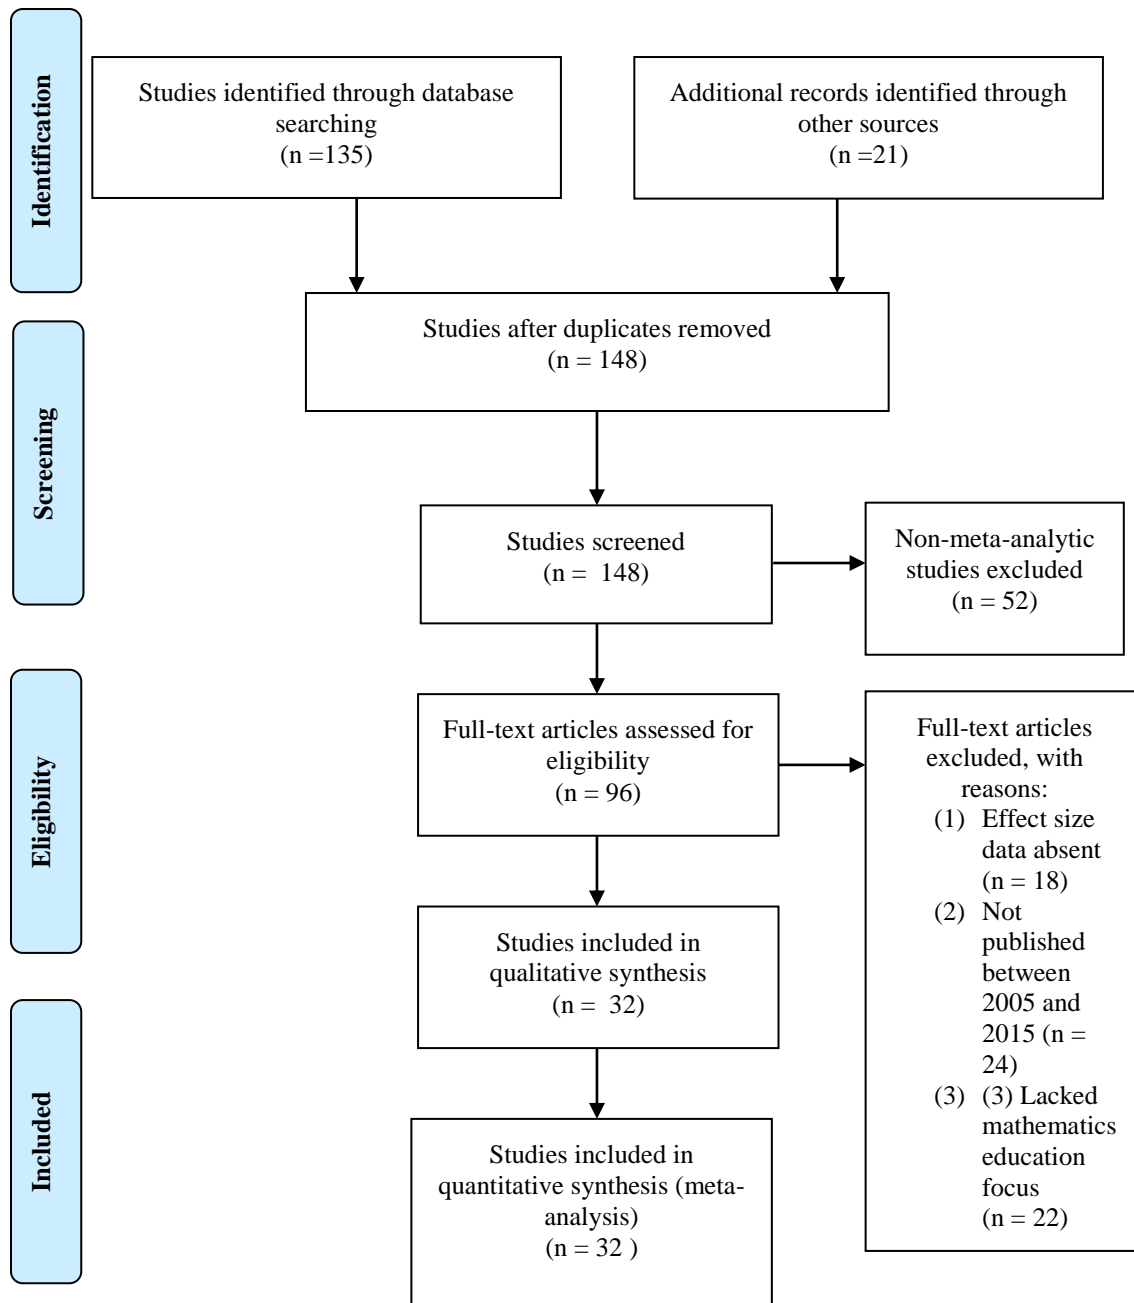 Identification
Studies identified through database
searching
(n =135)
Additional records identified through
other sources
(n =21)
Studies after duplicates removed
(n = 148)
Screening
Studies screened
(n =  148)
Non-meta-analytic
studies excluded
(n = 52)
Eligibility
Full-text articles assessed for
eligibility
(n = 96)
Full-text articles
excluded, with
reasons:
(1) Effect size
data absent
(n = 18)
(2) Not
published
between
2005 and
2015 (n =
24)
(3) (3) Lacked
mathematics
education
focus
(n = 22)
Studies included in
qualitative synthesis
(n =  32)
Included
Studies included in
quantitative synthesis (meta-
analysis)
(n = 32 )